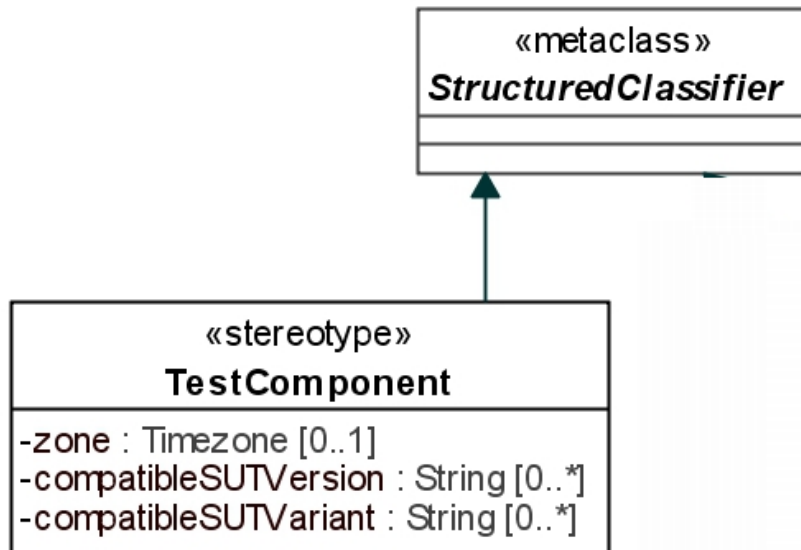 «metaclass»
StructuredClassifier
«stereotype»
TestComponent
-zone : Timezone [0..1]
-compatibleSUTVersion : String [0..*]
-compatibleSUTVariant : String [0..*]